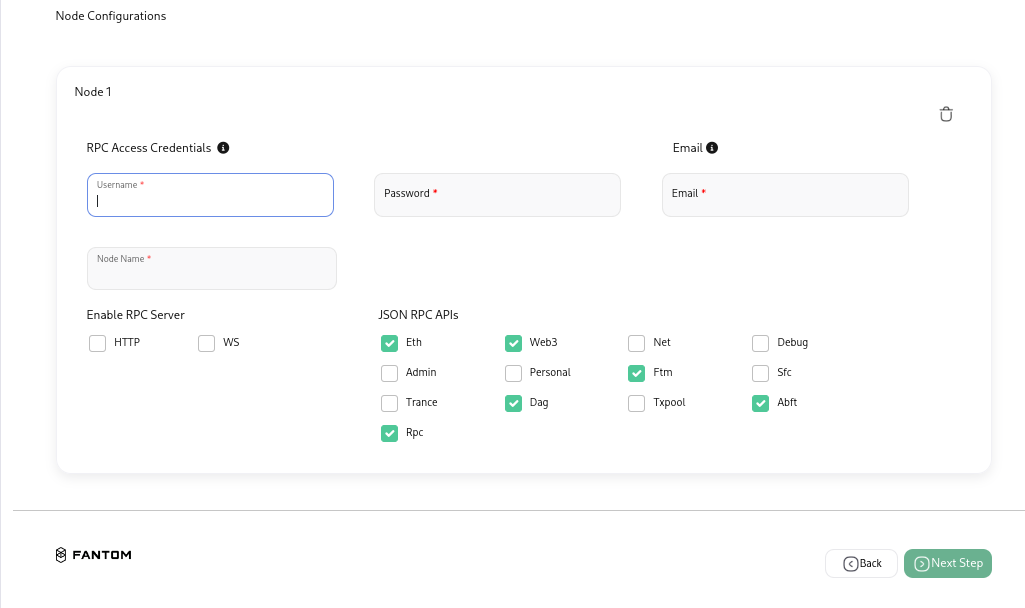 Node Configurations
Node 1
RPC Access Credentials
Email
Username *
Password *
Email *
Node Name *
Enable RPC Server
JSON RPC APIs
HTTP
WS
Eth
Web3
Net
Debug
Admin
Personal
Ftm
Sfc
Trance
Dag
Txpool
Abft
Rpc
FANTOM
Back
Next Step